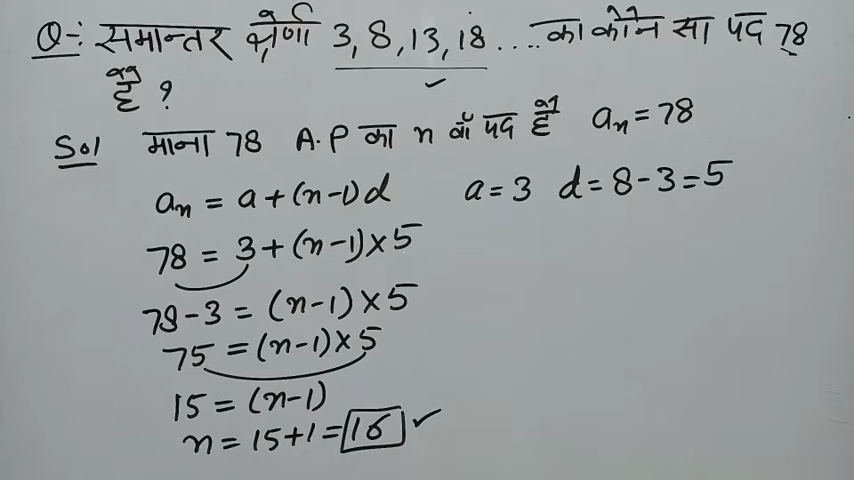 Q-: समान्तर श्रेणी 3, 8, 13, 18 .... का कौन सा पद 78
है ?
Sol माना 78 A.P का n वाँ पद है aₙ = 78
aₙ = a + (n-1)d a = 3 d = 8 - 3 = 5
78 = 3 + (n-1) × 5
78 - 3 = (n-1) × 5
75 = (n-1) × 5
15 = (n-1)
n = 15 + 1 = 16 ✓